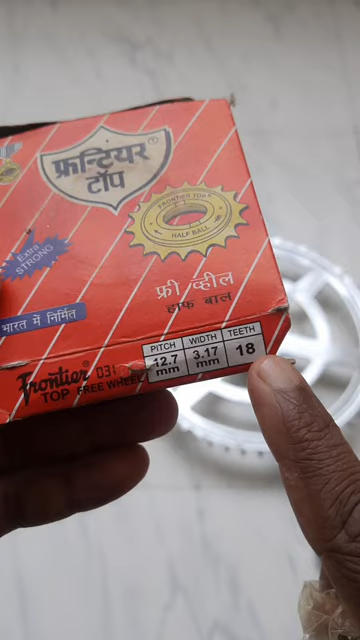 फ्रन्टियर
टॉप
FRONTIER TOP
HALF BALL
Extra
STRONG
फ्री व्हील
हाफ बाल
भारत में निर्मित
Frontier 031
TOP FREE WHEEL
PITCH WIDTH TEETH
12.7 mm 3.17 mm 18